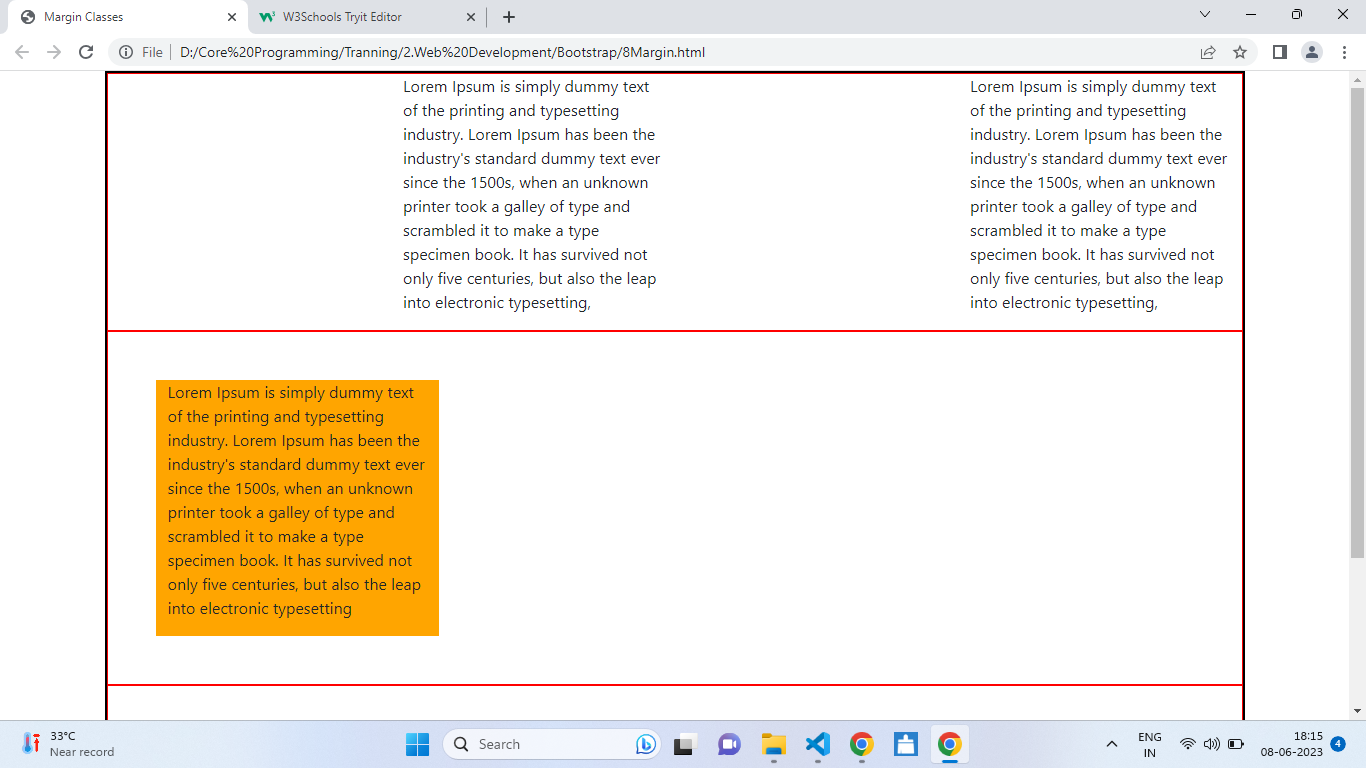 Margin Classes
W3Schools Tryit Editor
File
D:/Core%20Programming/Tranning/2.Web%20Development/Bootstrap/8Margin.html
Lorem Ipsum is simply dummy text
of the printing and typesetting
industry. Lorem Ipsum has been the
industry's standard dummy text ever
since the 1500s, when an unknown
printer took a galley of type and
scrambled it to make a type
specimen book. It has survived not
only five centuries, but also the leap
into electronic typesetting,
Lorem Ipsum is simply dummy text
of the printing and typesetting
industry. Lorem Ipsum has been the
industry's standard dummy text ever
since the 1500s, when an unknown
printer took a galley of type and
scrambled it to make a type
specimen book. It has survived not
only five centuries, but also the leap
into electronic typesetting,
Lorem Ipsum is simply dummy text
of the printing and typesetting
industry. Lorem Ipsum has been the
industry's standard dummy text ever
since the 1500s, when an unknown
printer took a galley of type and
scrambled it to make a type
specimen book. It has survived not
only five centuries, but also the leap
into electronic typesetting
33°C
Near record
Search
ENG
IN
18:15
08-06-2023
4